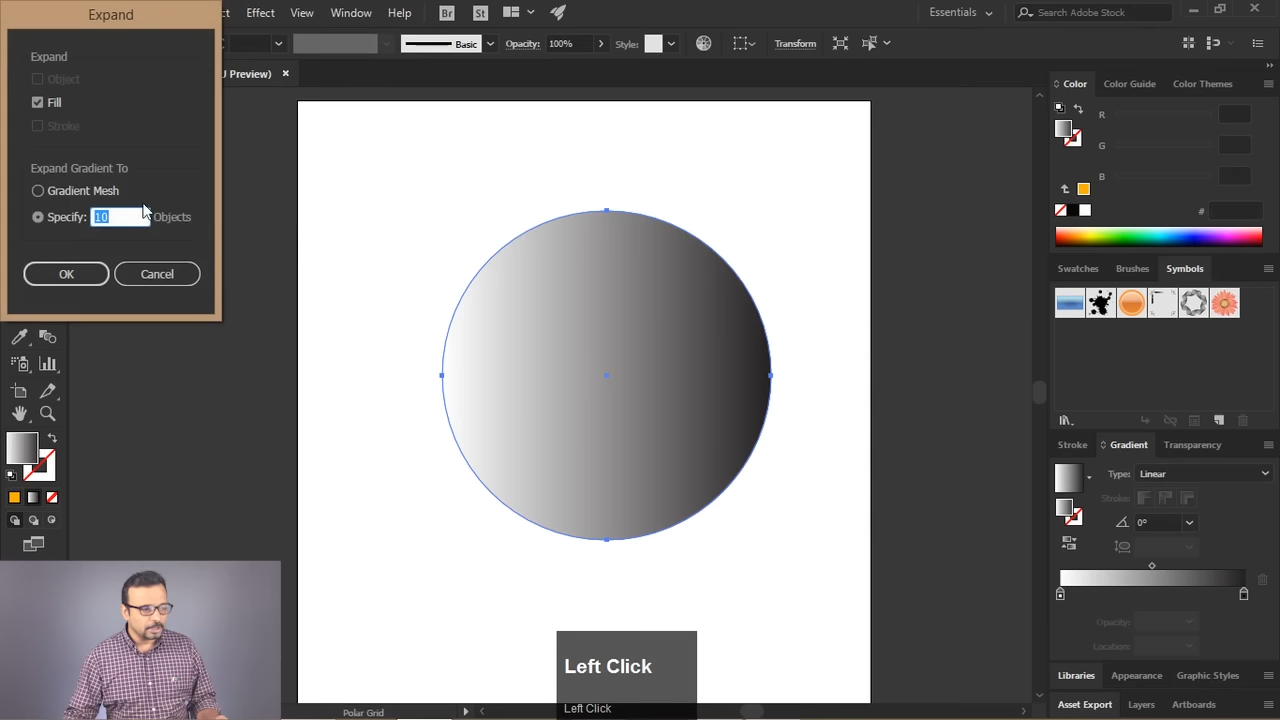 Expand
ct
Effect
View
Window
Help
Br
St
Essentials
Search Adobe Stock
Basic
Opacity:
100%
Style:
Transform
Expand
Object
Fill
Stroke
Expand Gradient To
Gradient Mesh
Specify:
10
Objects
OK
Cancel
U Preview)
Color
Color Guide
Color Themes
R
G
B
#
Swatches
Brushes
Symbols
Stroke
Gradient
Transparency
Type:
Linear
Stroke:
0°
Opacity:
Location:
Libraries
Appearance
Graphic Styles
Asset Export
Layers
Artboards
Left Click
Left Click
Polar Grid